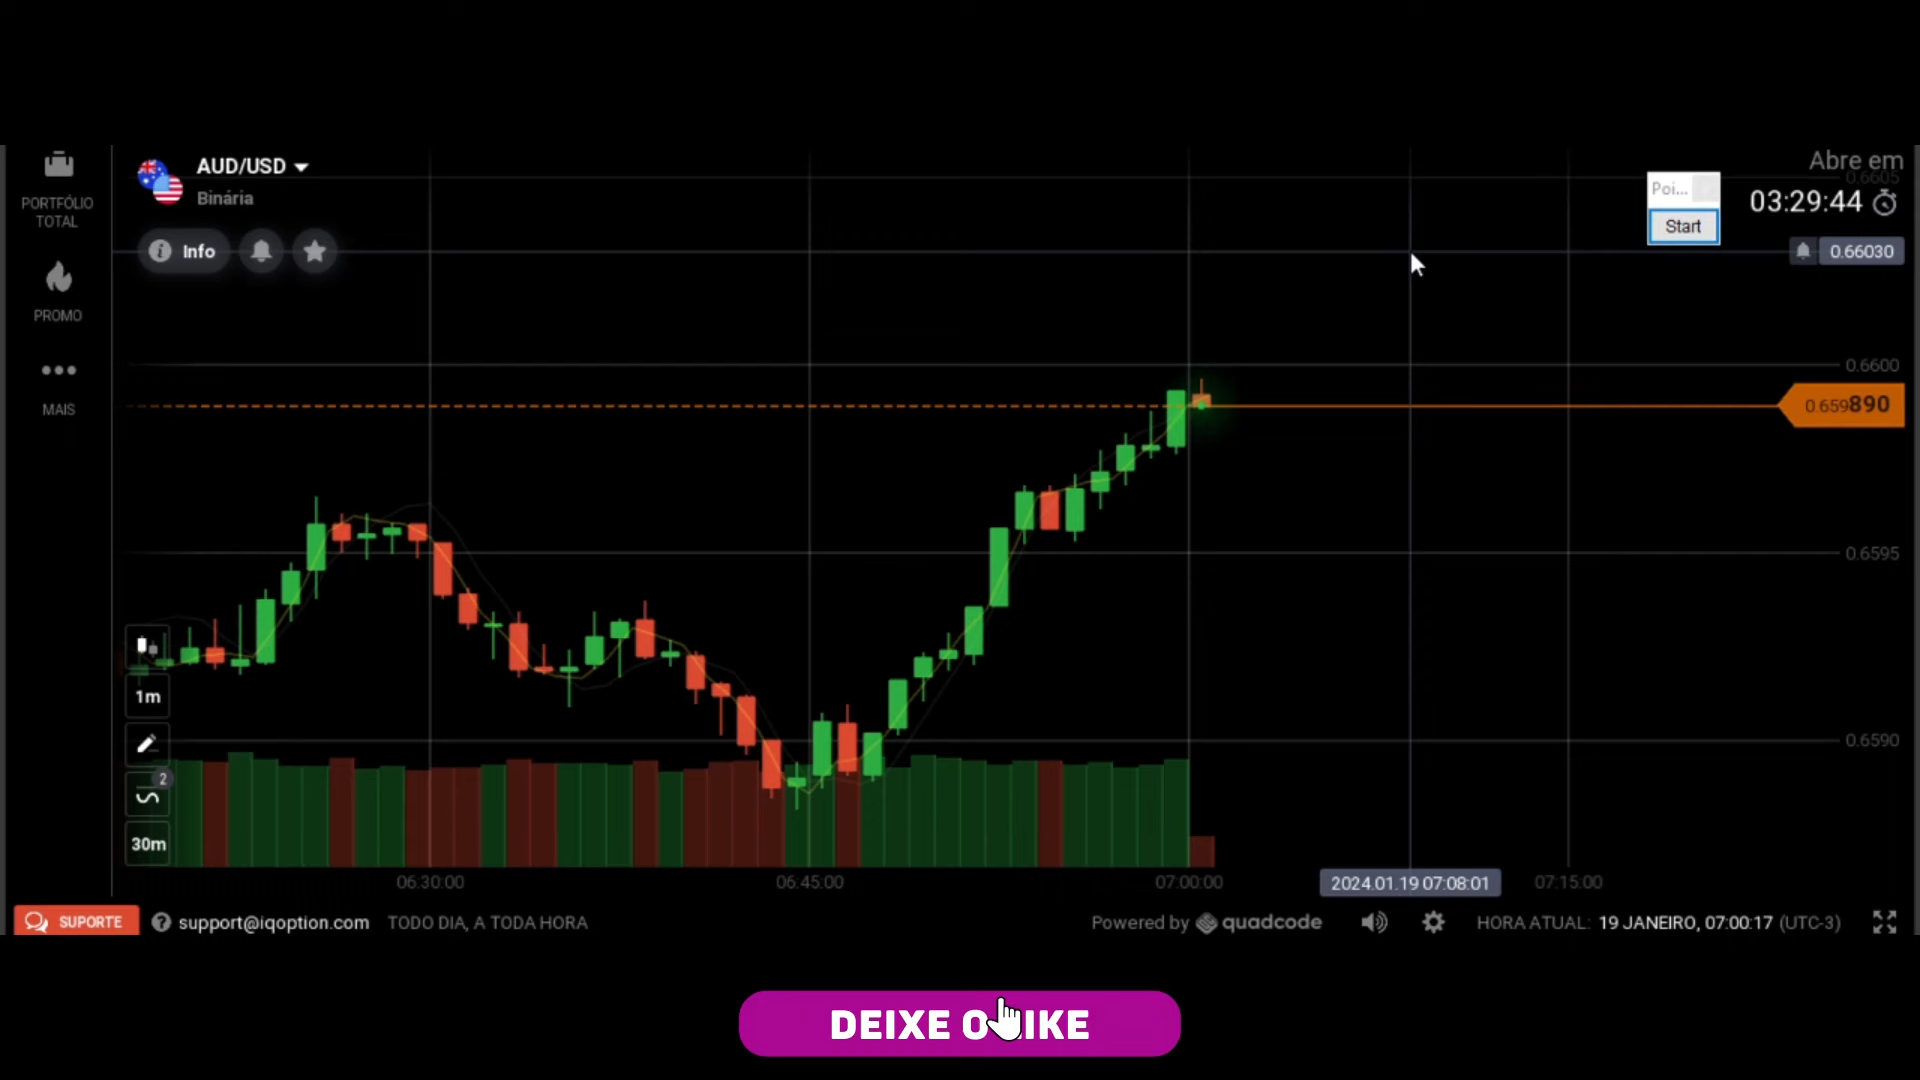 AUD/USD
Binária
Info
PORTFÓLIO
TOTAL
PROMO
MAIS
Poi...
Start
Abre em
03:29:44
0.6605
0.66030
0.6600
0.659890
0.6595
0.6590
1m
2
30m
06:30:00
06:45:00
07:00:00
2024.01.19 07:08:01
07:15:00
SUPORTE
support@iqoption.com
TODO DIA, A TODA HORA
Powered by quadcode
HORA ATUAL: 19 JANEIRO, 07:00:17 (UTC-3)
DEIXE O IKE